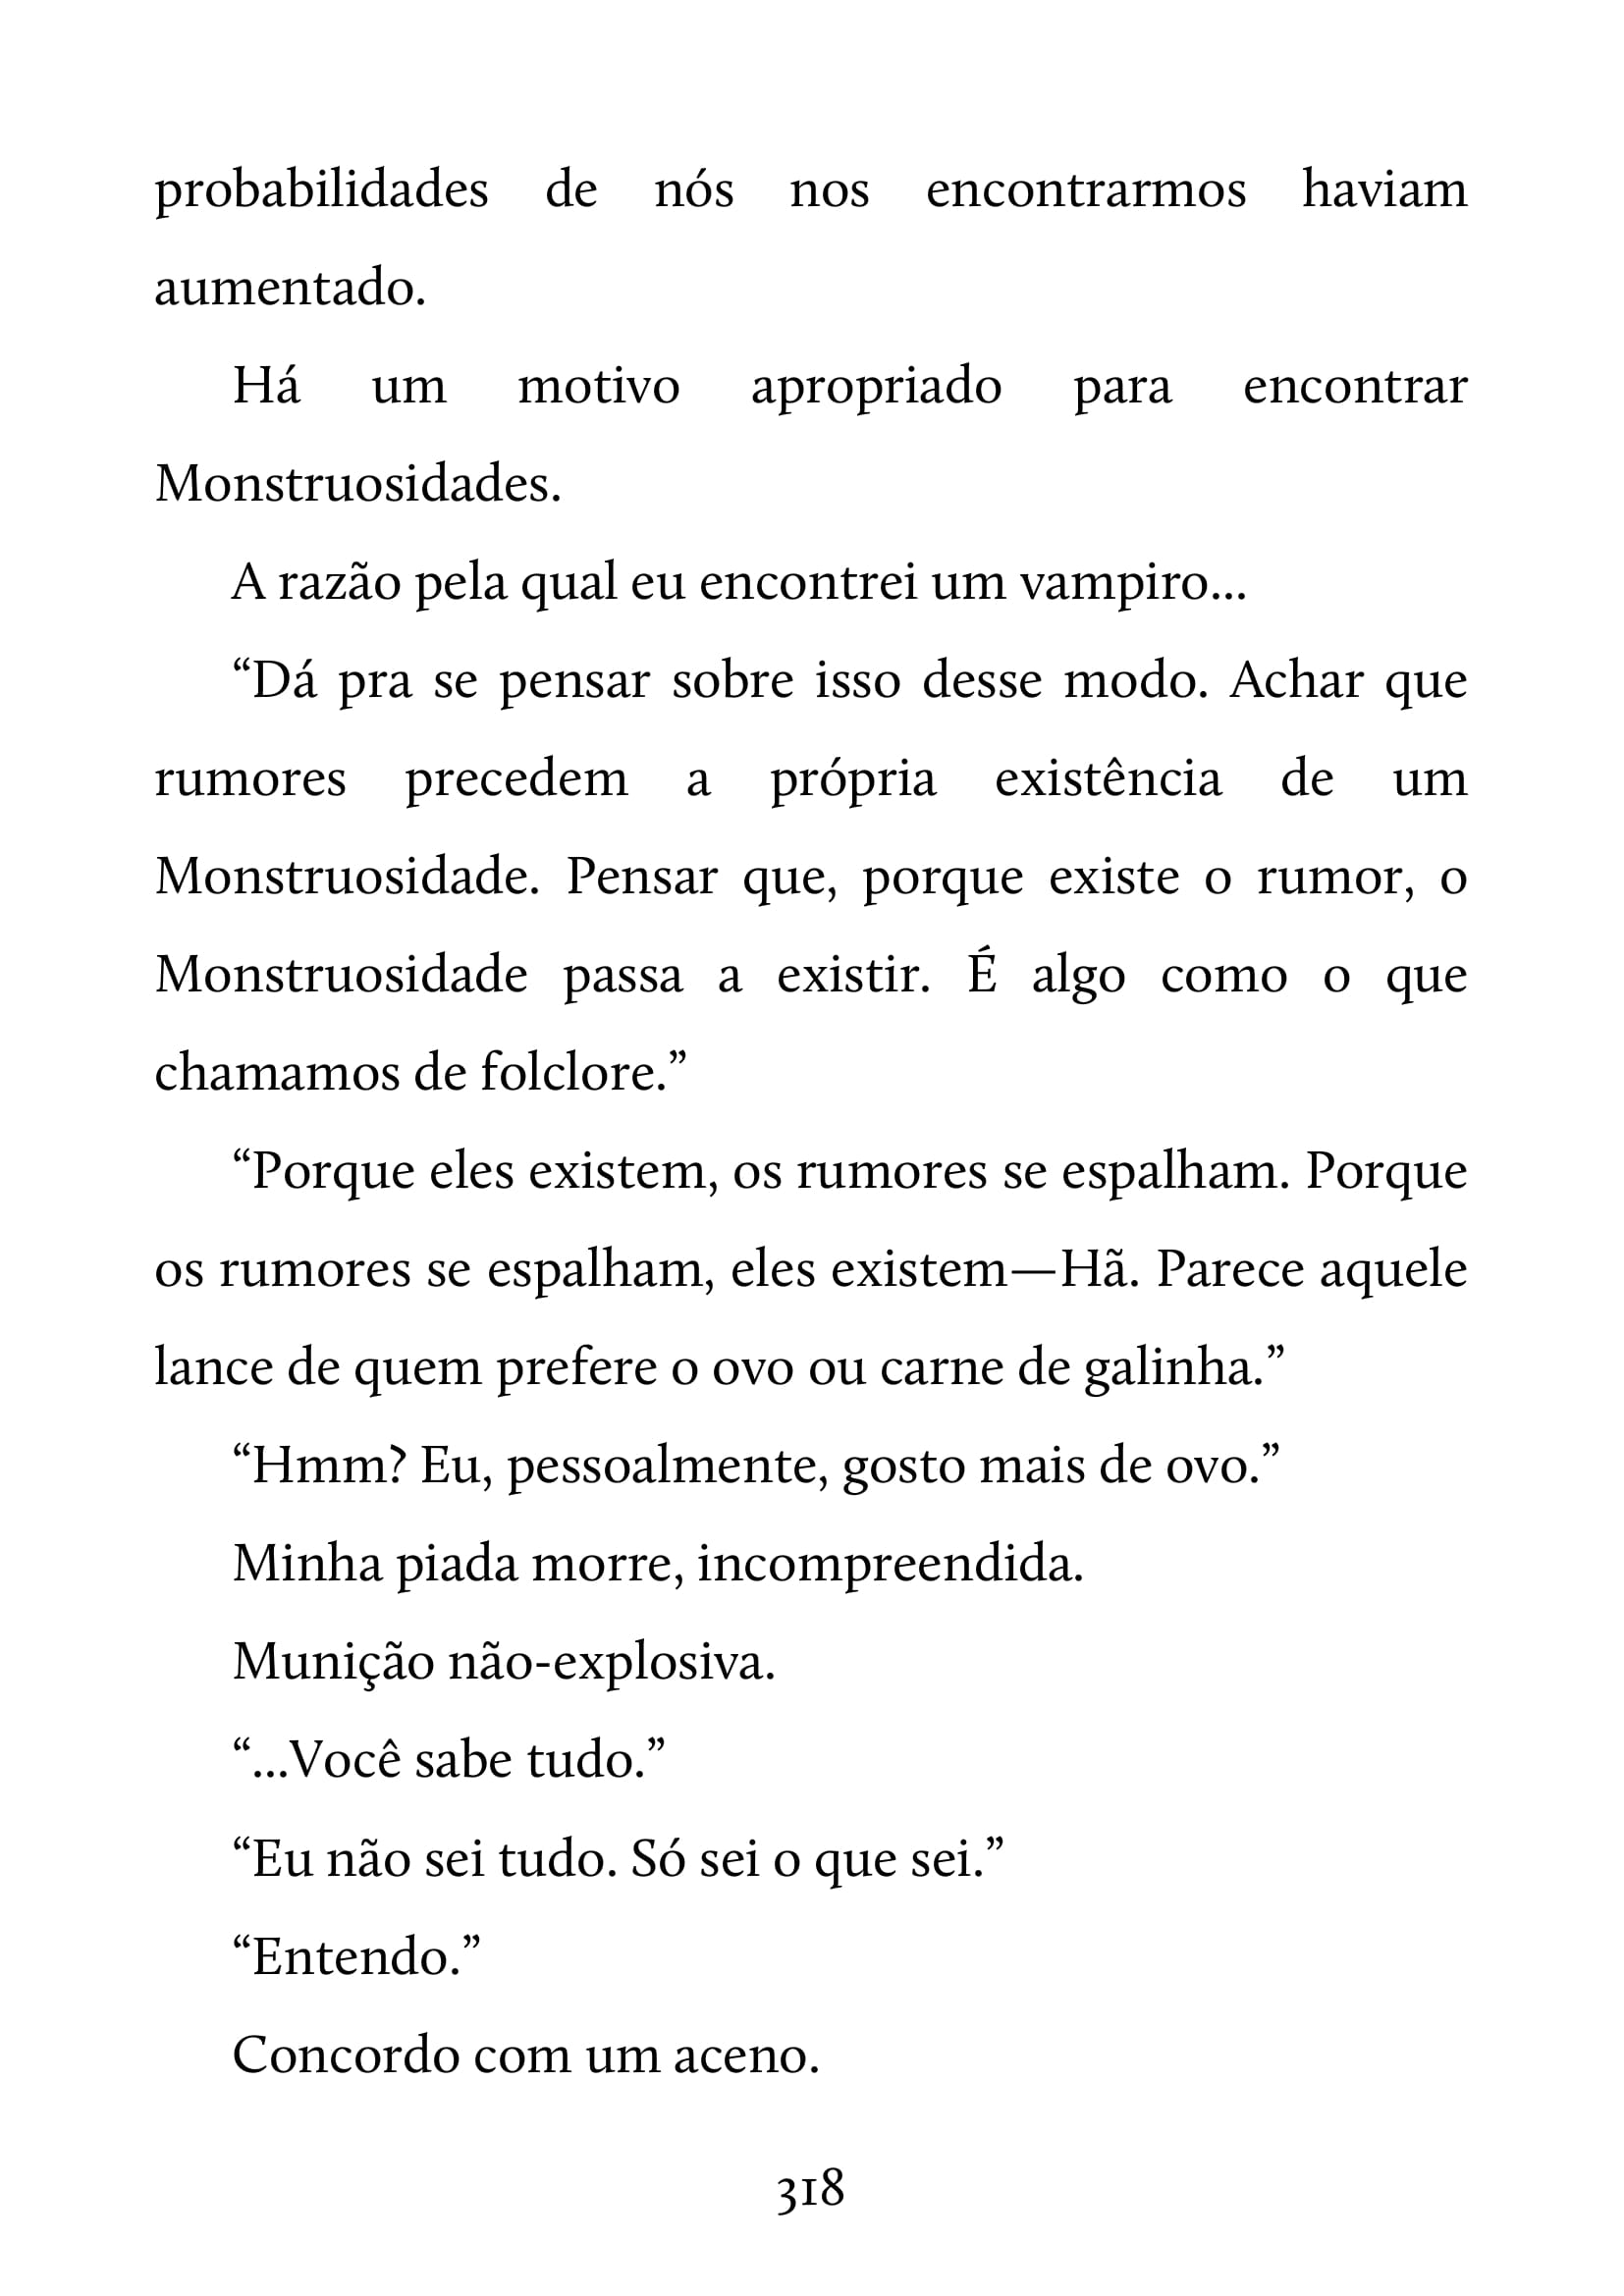 probabilidades de nós nos encontrarmos haviam
aumentado.
Há um motivo apropriado para encontrar
Monstruosidades.
A razão pela qual eu encontrei um vampiro...
“Dá pra se pensar sobre isso desse modo. Achar que
rumores precedem a própria existência de um
Monstruosidade. Pensar que, porque existe o rumor, o
Monstruosidade passa a existir. É algo como o que
chamamos de folclore.”
“Porque eles existem, os rumores se espalham. Porque
os rumores se espalham, eles existem—Hã. Parece aquele
lance de quem prefere o ovo ou carne de galinha.”
“Hmm? Eu, pessoalmente, gosto mais de ovo.”
Minha piada morre, incompreendida.
Munição não-explosiva.
“...Você sabe tudo.”
“Eu não sei tudo. Só sei o que sei.”
“Entendo.”
Concordo com um aceno.
318